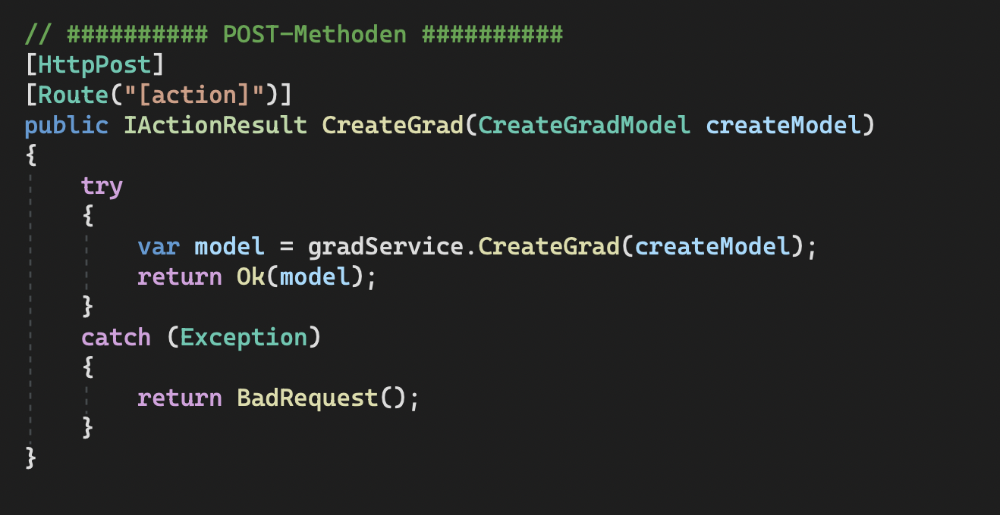 // ########## POST-Methoden ##########
[HttpPost]
[Route("[action]")]
public IActionResult CreateGrad(CreateGradModel createModel)
{
    try
    {
        var model = gradService.CreateGrad(createModel);
        return Ok(model);
    }
    catch (Exception)
    {
        return BadRequest();
    }
}